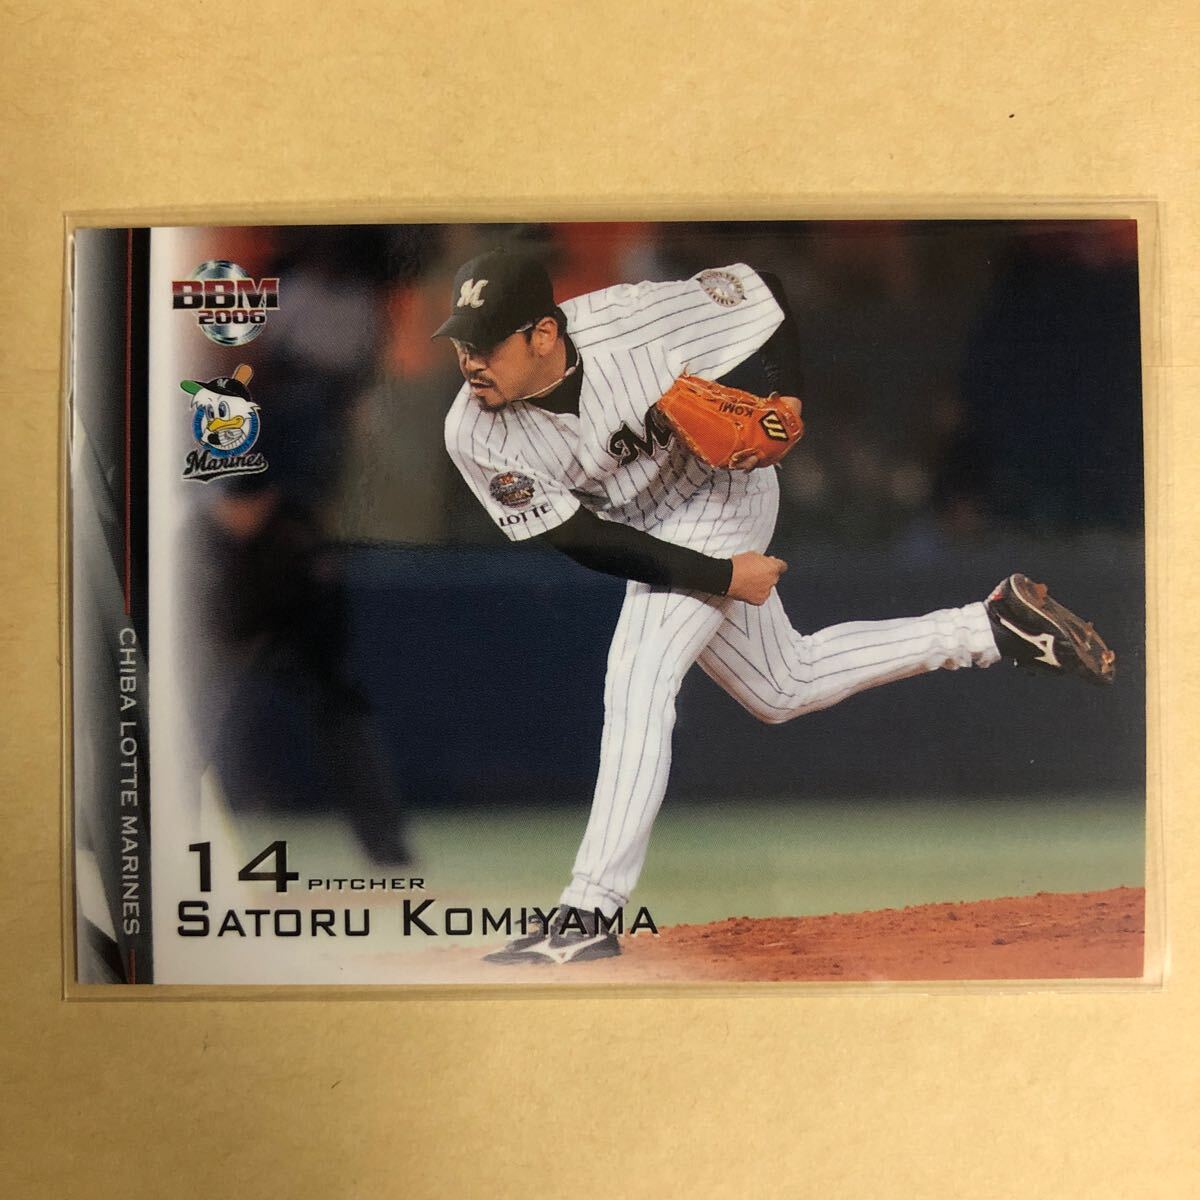 BBM
2006
M
Marines
CHIBA LOTTE MARINES
M
M
KOMI
LOTTE
14 PITCHER
SATORU KOMIYAMA